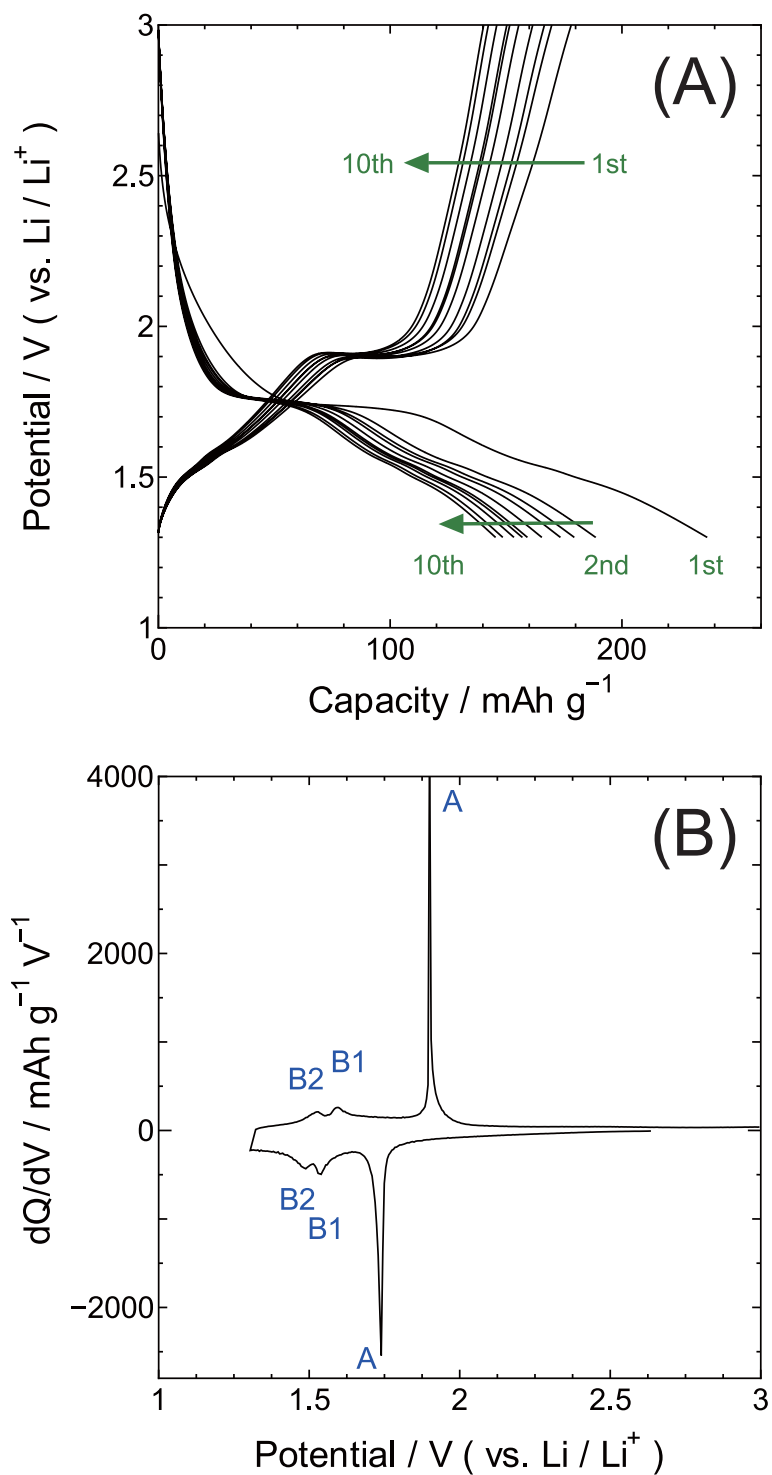 3
(A)
10th
1st
2.5
2
1.5
10th
2nd
1st
1
0
100
200
Potential / V ( vs. Li / Li⁺ )
Capacity / mAh g⁻¹
4000
A
(B)
2000
B2
B1
0
B2
B1
−2000
A
1
1.5
2
2.5
3
dQ/dV / mAh g⁻¹ V⁻¹
Potential / V ( vs. Li / Li⁺ )